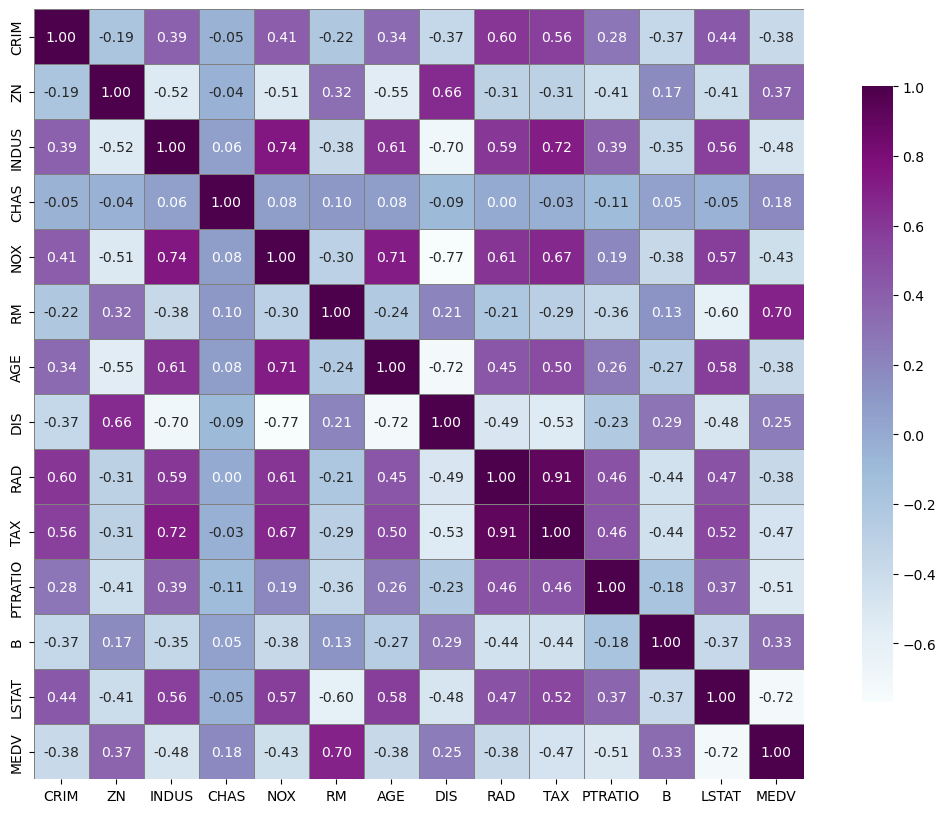 CRIM 1.00 -0.19 0.39 -0.05 0.41 -0.22 0.34 -0.37 0.60 0.56 0.28 -0.37 0.44 -0.38
ZN -0.19 1.00 -0.52 -0.04 -0.51 0.32 -0.55 0.66 -0.31 -0.31 -0.41 0.17 -0.41 0.37
INDUS 0.39 -0.52 1.00 0.06 0.74 -0.38 0.61 -0.70 0.59 0.72 0.39 -0.35 0.56 -0.48
CHAS -0.05 -0.04 0.06 1.00 0.08 0.10 0.08 -0.09 0.00 -0.03 -0.11 0.05 -0.05 0.18
NOX 0.41 -0.51 0.74 0.08 1.00 -0.30 0.71 -0.77 0.61 0.67 0.19 -0.38 0.57 -0.43
RM -0.22 0.32 -0.38 0.10 -0.30 1.00 -0.24 0.21 -0.21 -0.29 -0.36 0.13 -0.60 0.70
AGE 0.34 -0.55 0.61 0.08 0.71 -0.24 1.00 -0.72 0.45 0.50 0.26 -0.27 0.58 -0.38
DIS -0.37 0.66 -0.70 -0.09 -0.77 0.21 -0.72 1.00 -0.49 -0.53 -0.23 0.29 -0.48 0.25
RAD 0.60 -0.31 0.59 0.00 0.61 -0.21 0.45 -0.49 1.00 0.91 0.46 -0.44 0.47 -0.38
TAX 0.56 -0.31 0.72 -0.03 0.67 -0.29 0.50 -0.53 0.91 1.00 0.46 -0.44 0.52 -0.47
PTRATIO 0.28 -0.41 0.39 -0.11 0.19 -0.36 0.26 -0.23 0.46 0.46 1.00 -0.18 0.37 -0.51
B -0.37 0.17 -0.35 0.05 -0.38 0.13 -0.27 0.29 -0.44 -0.44 -0.18 1.00 -0.37 0.33
LSTAT 0.44 -0.41 0.56 -0.05 0.57 -0.60 0.58 -0.48 0.47 0.52 0.37 -0.37 1.00 -0.72
MEDV -0.38 0.37 -0.48 0.18 -0.43 0.70 -0.38 0.25 -0.38 -0.47 -0.51 0.33 -0.72 1.00
CRIM ZN INDUS CHAS NOX RM AGE DIS RAD TAX PTRATIO B LSTAT MEDV
1.0
0.8
0.6
0.4
0.2
0.0
−0.2
−0.4
−0.6